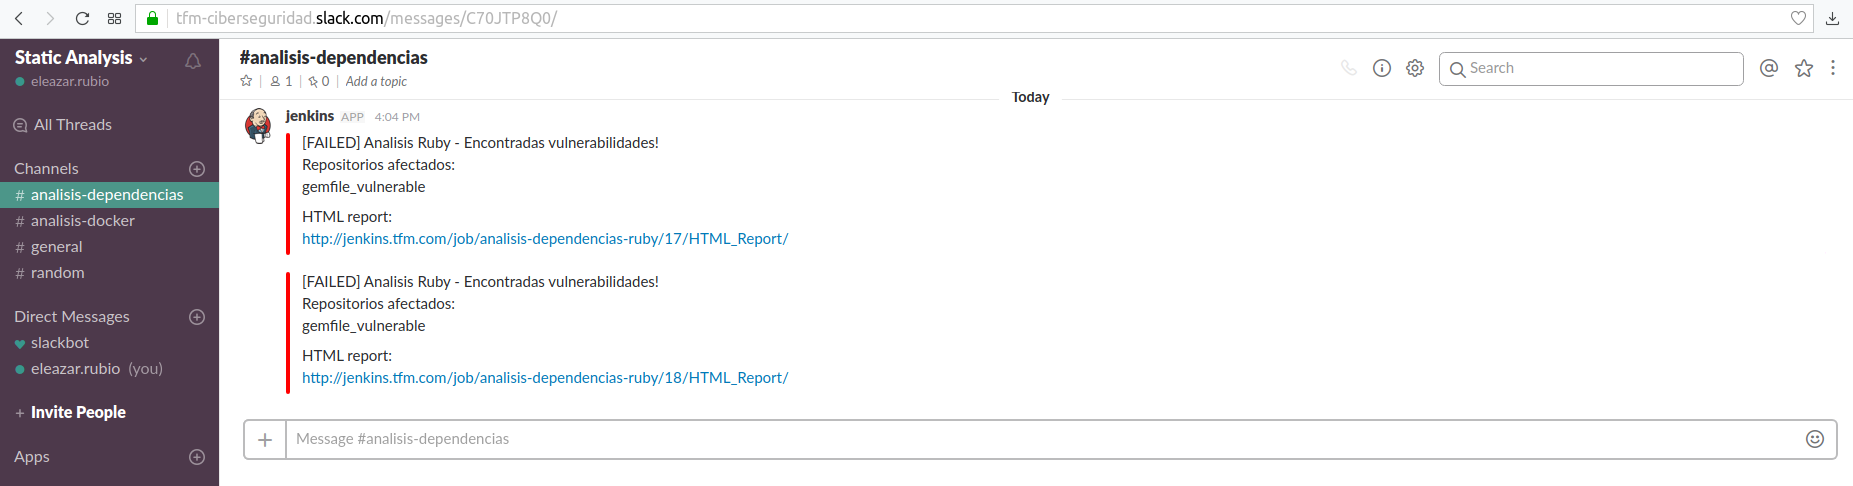 tfm-ciberseguridad.slack.com/messages/C70JTP8Q0/
Static Analysis
eleazar.rubio
All Threads
Channels
# analisis-dependencias
# analisis-docker
# general
# random
Direct Messages
slackbot
eleazar.rubio (you)
+ Invite People
Apps
#analisis-dependencias
1 | 0 | Add a topic
Search
Today
jenkins APP 4:04 PM
[FAILED] Analisis Ruby - Encontradas vulnerabilidades!
Repositorios afectados:
gemfile_vulnerable
HTML report:
http://jenkins.tfm.com/job/analisis-dependencias-ruby/17/HTML_Report/
[FAILED] Analisis Ruby - Encontradas vulnerabilidades!
Repositorios afectados:
gemfile_vulnerable
HTML report:
http://jenkins.tfm.com/job/analisis-dependencias-ruby/18/HTML_Report/
Message #analisis-dependencias